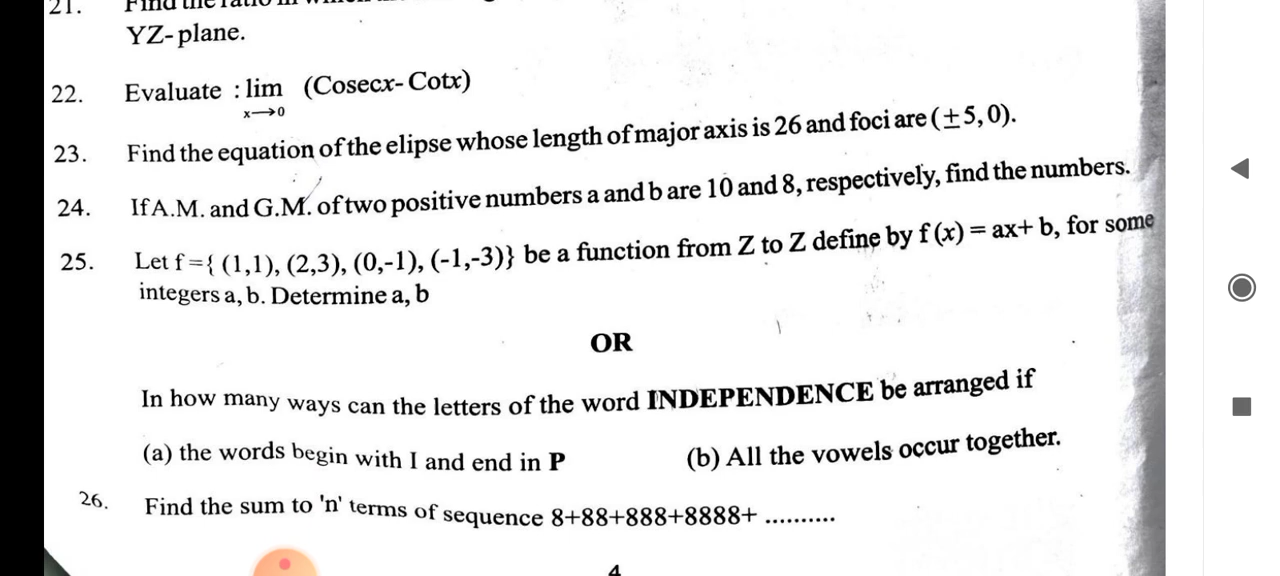 21.
YZ-plane.
22. Evaluate : lim (Cosecx-Cotx)
x→0
23. Find the equation of the elipse whose length of major axis is 26 and foci are (±5, 0).
24. If A.M. and G.M. of two positive numbers a and b are 10 and 8, respectively, find the numbers.
25. Let f={ (1,1), (2,3), (0,-1), (-1,-3)} be a function from Z to Z define by f (x) = ax+ b, for some
integers a, b. Determine a, b
OR
In how many ways can the letters of the word INDEPENDENCE be arranged if
(a) the words begin with I and end in P (b) All the vowels occur together.
26. Find the sum to 'n' terms of sequence 8+88+888+8888+ ..........
4